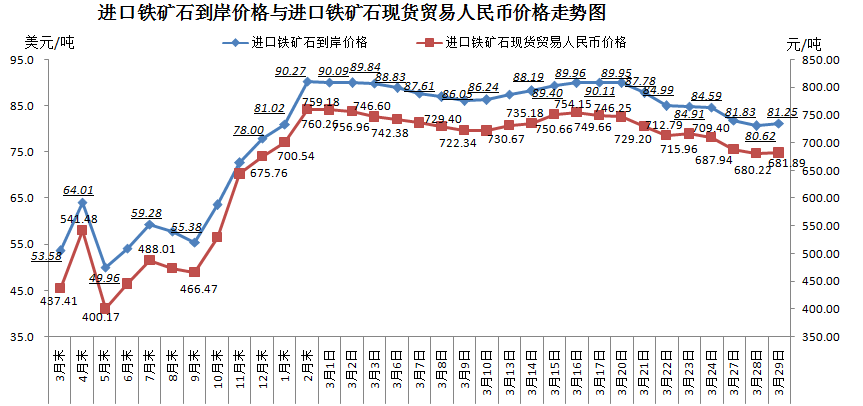 进口铁矿石到岸价格与进口铁矿石现货贸易人民币价格走势图
美元/吨
元/吨
进口铁矿石到岸价格
进口铁矿石现货贸易人民币价格
95.0
85.0
75.0
65.0
55.0
45.0
35.0
850.00
800.00
750.00
700.00
650.00
600.00
550.00
500.00
450.00
400.00
350.00
53.58
64.01
49.96
59.28
55.38
78.00
81.02
90.27
90.09
89.84
88.83
87.61
86.05
86.24
88.19
89.40
89.96
90.11
89.95
87.78
84.99
84.91
84.59
81.83
80.62
81.25
437.41
541.48
400.17
488.01
466.47
675.76
700.54
759.18
760.26
756.96
746.60
742.38
729.40
722.34
730.67
735.18
750.66
754.15
749.66
746.25
729.20
712.79
715.96
709.40
687.94
680.22
681.89
3月末
4月末
5月末
6月末
7月末
8月末
9月末
10月末
11月末
12月末
1月末
2月末
3月1日
3月2日
3月3日
3月6日
3月7日
3月8日
3月9日
3月10日
3月13日
3月14日
3月15日
3月16日
3月17日
3月20日
3月21日
3月22日
3月23日
3月24日
3月27日
3月28日
3月29日